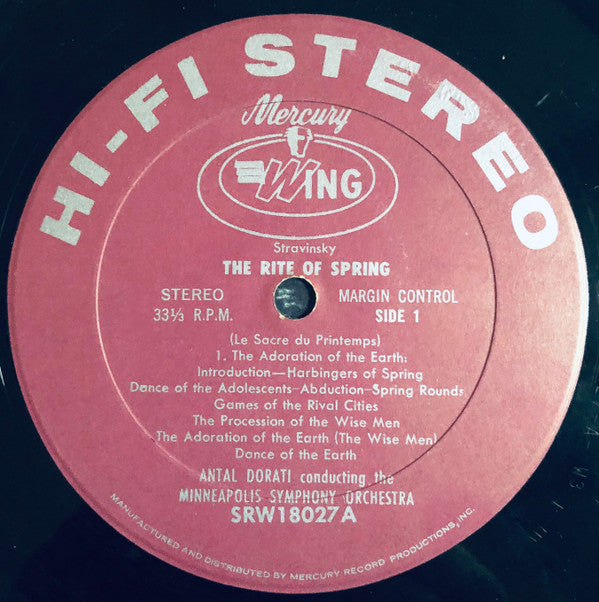 HI-FI STEREO
Mercury
WING
Stravinsky
THE RITE OF SPRING
STEREO
33⅓ R.P.M.
MARGIN CONTROL
SIDE 1
(Le Sacre du Printemps)
1. The Adoration of the Earth:
Introduction—Harbingers of Spring
Dance of the Adolescents—Abduction—Spring Rounds
Games of the Rival Cities
The Procession of the Wise Men
The Adoration of the Earth (The Wise Men)
Dance of the Earth
ANTAL DORATI conducting the
MINNEAPOLIS SYMPHONY ORCHESTRA
SRW18027A
MANUFACTURED AND DISTRIBUTED BY MERCURY RECORD PRODUCTIONS, INC.